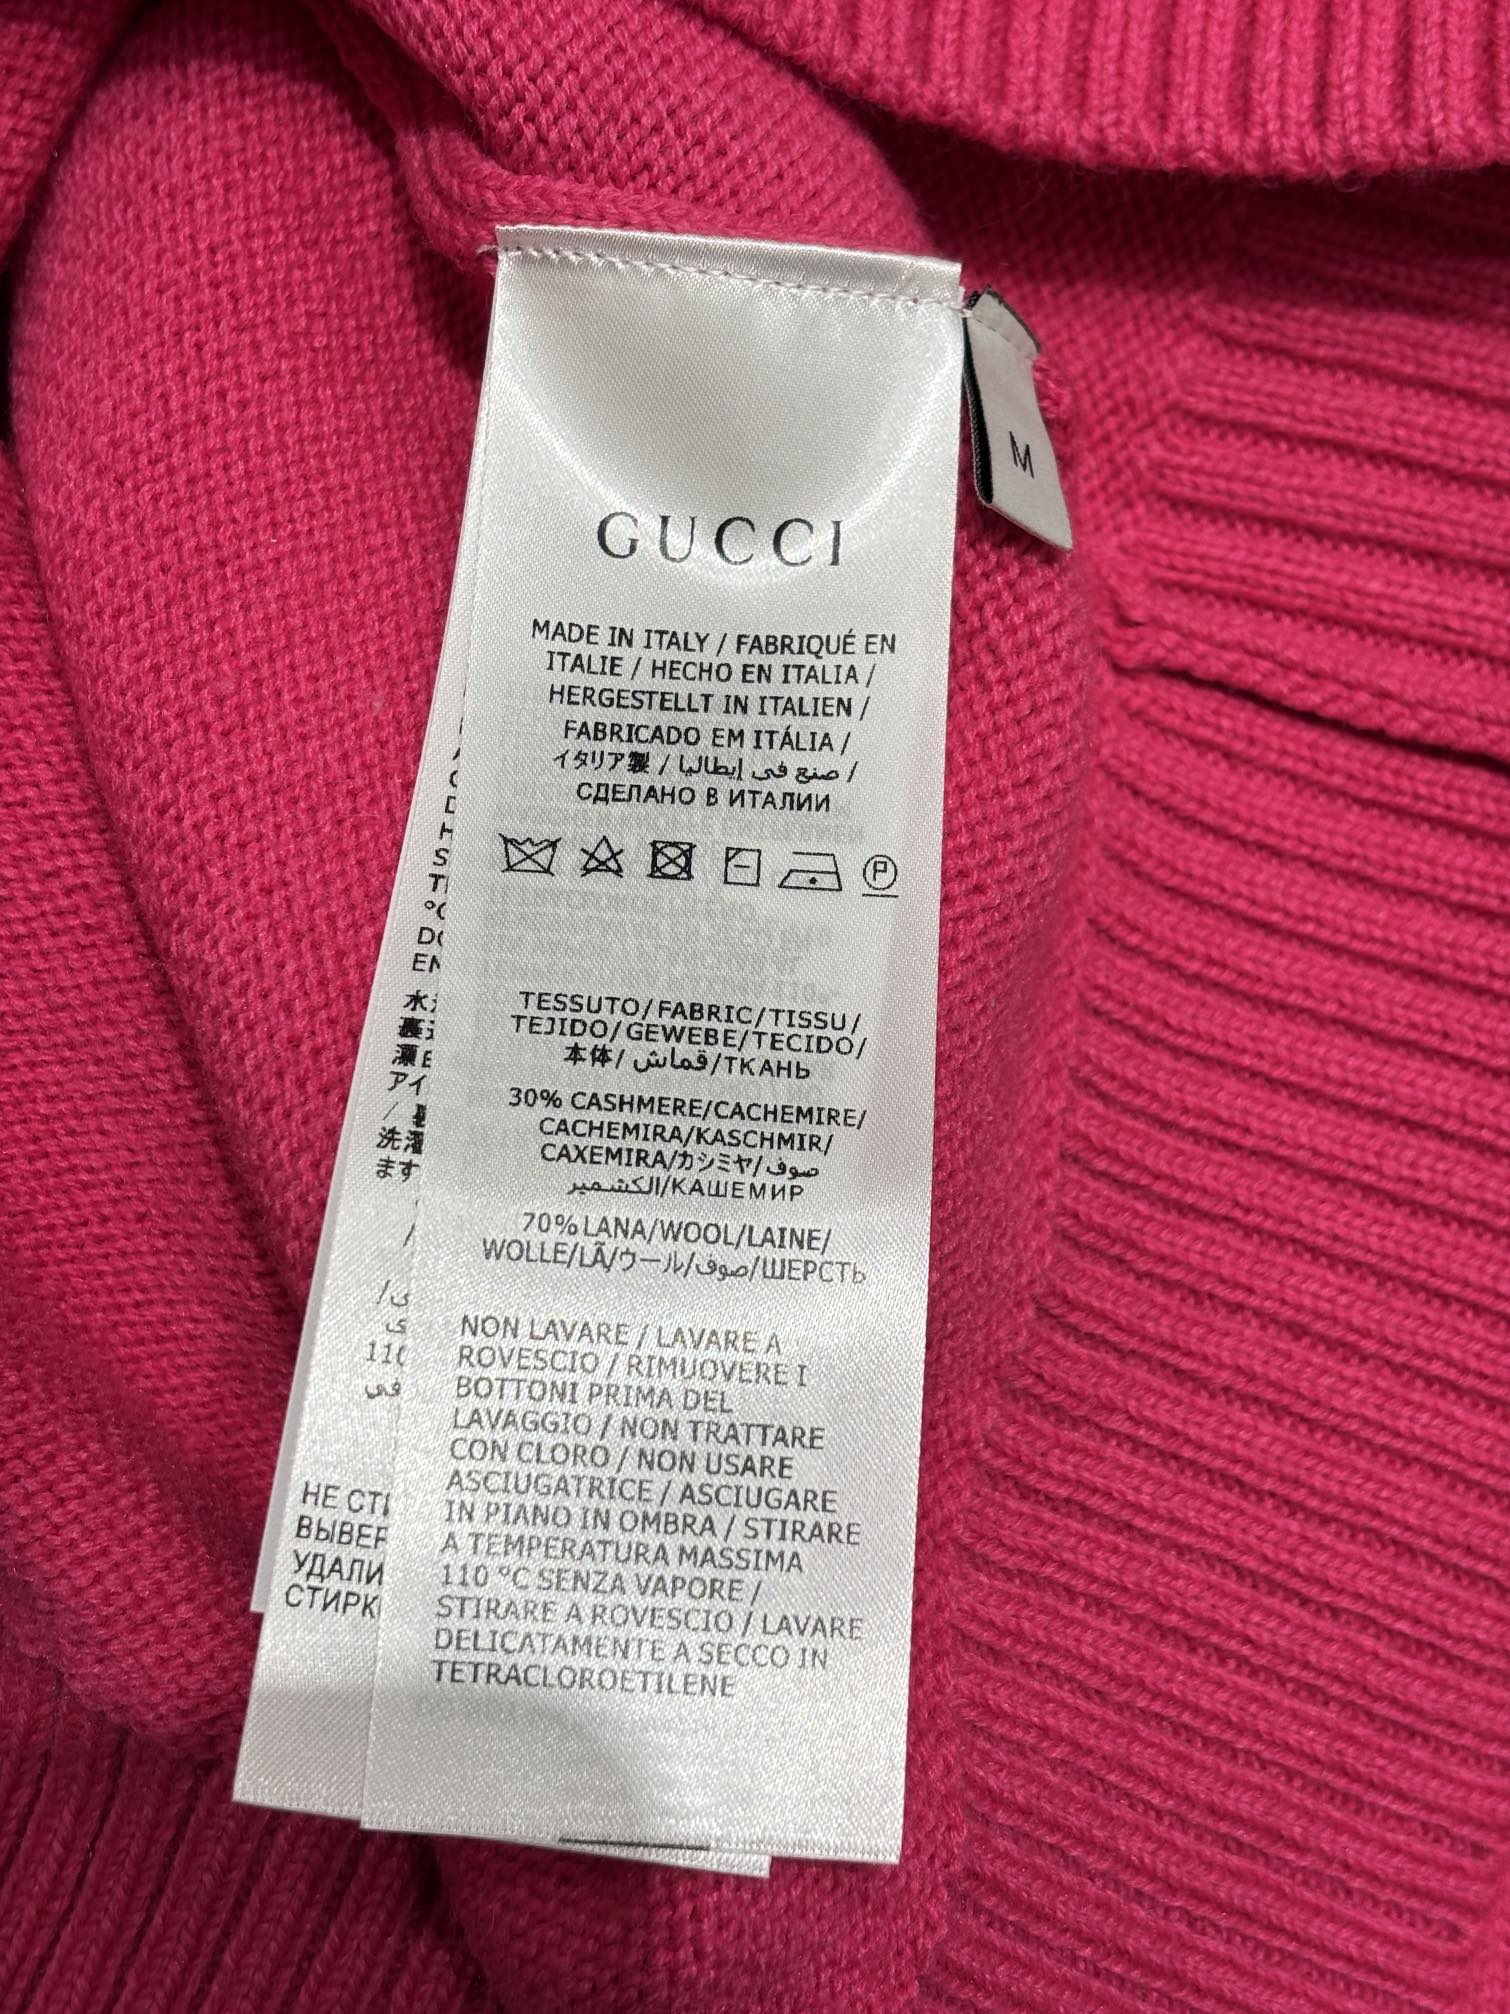 GUCCI
M
MADE IN ITALY / FABRIQUÉ EN
ITALIE / HECHO EN ITALIA /
HERGESTELLT IN ITALIEN /
FABRICADO EM ITÁLIA /
イタリア製 / صنع في إيطاليا /
СДЕЛАНО В ИТАЛИИ
P
TESSUTO/FABRIC/TISSU/
TEJIDO/GEWEBE/TECIDO/
本体/ قماش/ТКАНЬ
30% CASHMERE/CACHEMIRE/
CACHEMIRA/KASCHMIR/
CAXEMIRA/カシミヤ/صوف
الكشمير/КАШЕМИР
70%LANA/WOOL/LAINE/
WOLLE/LÃ/ウール/صوف/ШЕРСТЬ
NON LAVARE / LAVARE A
ROVESCIO / RIMUOVERE I
BOTTONI PRIMA DEL
LAVAGGIO / NON TRATTARE
CON CLORO / NON USARE
ASCIUGATRICE / ASCIUGARE
IN PIANO IN OMBRA / STIRARE
A TEMPERATURA MASSIMA
110 °C SENZA VAPORE /
STIRARE A ROVESCIO / LAVARE
DELICATAMENTE A SECCO IN
TETRACLOROETILENE